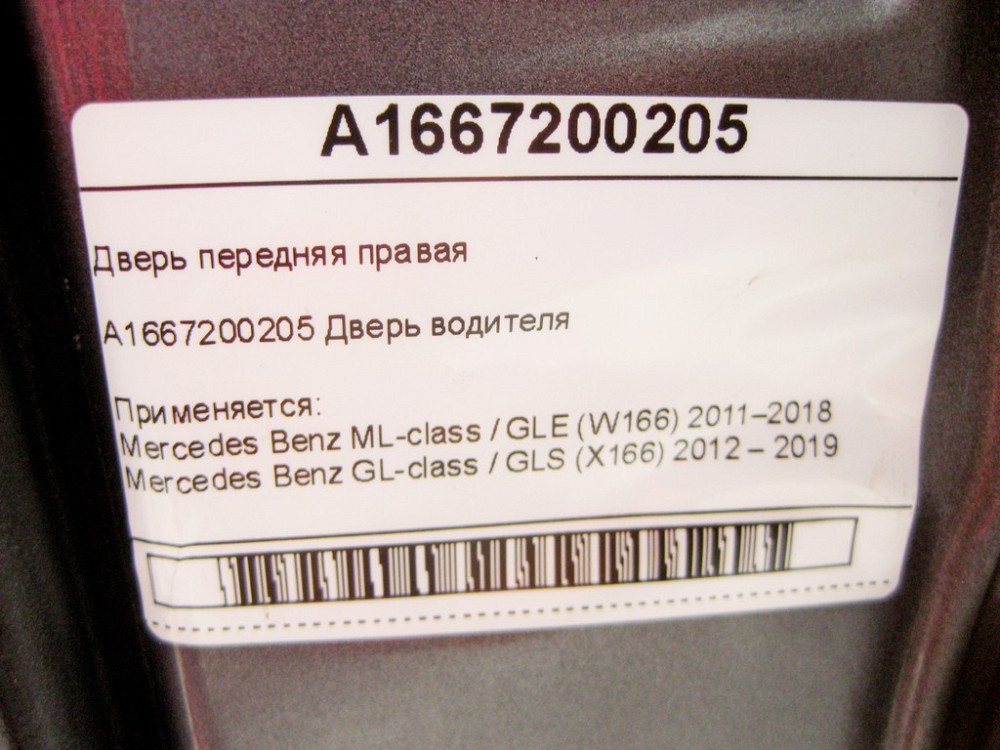 A1667200205
Дверь передняя правая
A1667200205 Дверь водителя
Применяется:
Mercedes Benz ML-class / GLE (W166) 2011–2018
Mercedes Benz GL-class / GLS (X166) 2012 – 2019